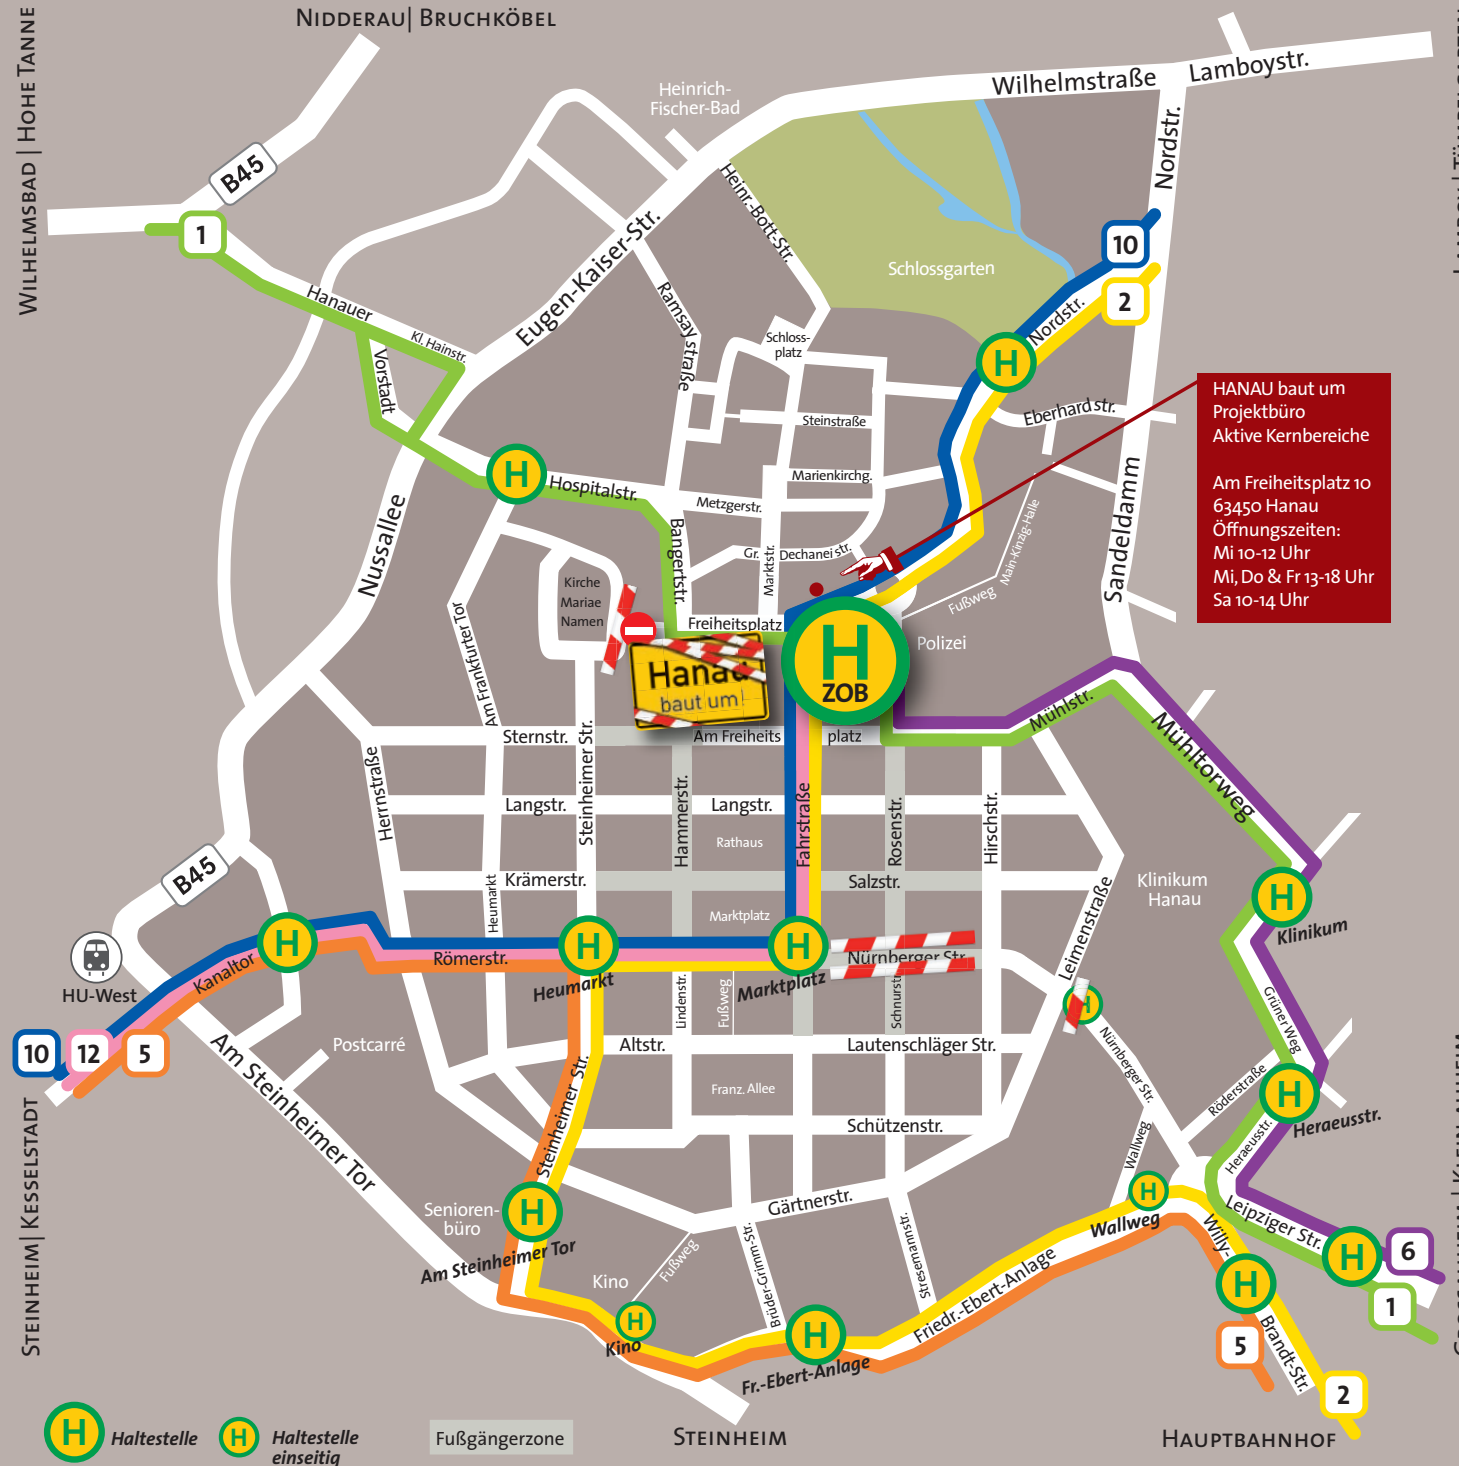 NIDDERAU| BRUCHKÖBEL
WILHELMSBAD | HOHE TANNE
Heinrich-
Fischer-Bad
Wilhelmstraße
Lamboystr.
Nordstr.
B45
1
Heinr.-Bott-Str.
Eugen-Kaiser-Str.
10
Schlossgarten
2
Nordstr.
Hanauer
Kl. Hainstr.
Vorstadt
Ramsaystraße
Schloss-
platz
H
Steinstraße
Eberhardstr.
HANAU baut um
Projektbüro
Aktive Kernbereiche
Am Freiheitsplatz 10
63450 Hanau
Öffnungszeiten:
Mi 10-12 Uhr
Mi, Do & Fr 13-18 Uhr
Sa 10-14 Uhr
H
Hospitalstr.
Marienkirchg.
Metzgerstr.
Nussallee
Bangertstr.
Marktstr.
Gr. Dechaneistr.
Main-Kinzig-Halle
Fußweg
Sandeldamm
Kirche
Mariae
Namen
Freiheitsplatz
Polizei
H
ZOB
Hanau
baut um!
Am Frankfurter Tor
Sternstr.
Am Freiheits
platz
Mühlstr.
Mühltorweg
Herrnstraße
Steinheimer Str.
Langstr.
Hammerstr.
Langstr.
Fahrstraße
Rosenstr.
Hirschstr.
Rathaus
B45
Krämerstr.
Salzstr.
Heumarkt
Marktplatz
Leimenstraße
Klinikum
Hanau
H
Klinikum
H
H
H
HU-West
Kanaltor
Römerstr.
Heumarkt
Marktplatz
Nürnberger Str.
Lindenstr.
Fußweg
Schnurstr.
H
Nürnberger Str.
Grüner Weg
10
12
5
Am Steinheimer Tor
Postcarré
Altstr.
Lautenschläger Str.
Franz. Allee
Röderstraße
H
Heraeusstr.
Heraeusstr.
Steinheimer Str.
Schützenstr.
Wallweg
STEINHEIM| KESSELSTADT
Senioren-
büro
H
Am Steinheimer Tor
Gärtnerstr.
H
Wallweg
Leipziger Str.
H
6
1
Kino
Fußweg
Brüder-Grimm-Str.
Stresemannstr.
Willy-
Brandt-Str.
H
H
Kino
H
Fr.-Ebert-Anlage
Friedr.-Ebert-Anlage
5
2
H
Haltestelle
H
Haltestelle
einseitig
Fußgängerzone
STEINHEIM
HAUPTBAHNHOF